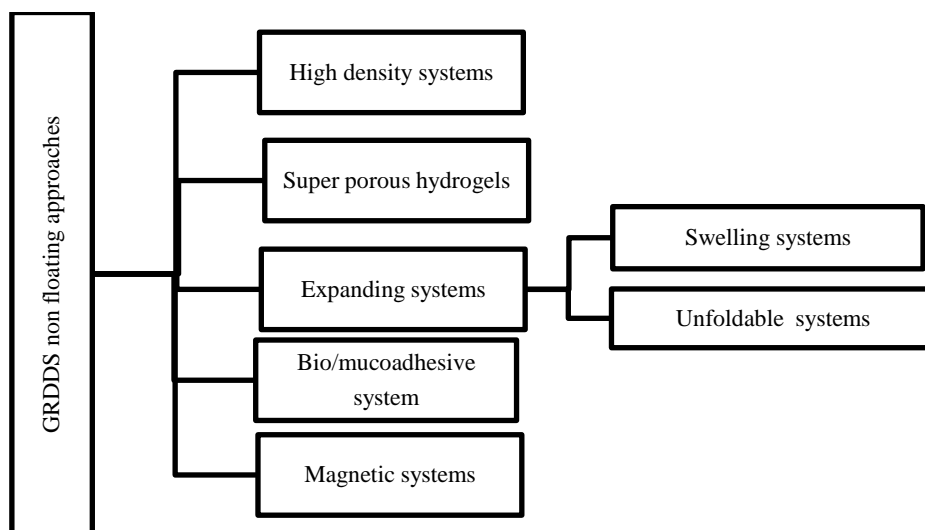 GRDDS non floating approaches
High density systems
Super porous hydrogels
Expanding systems
Swelling systems
Unfoldable systems
Bio/mucoadhesive
system
Magnetic systems